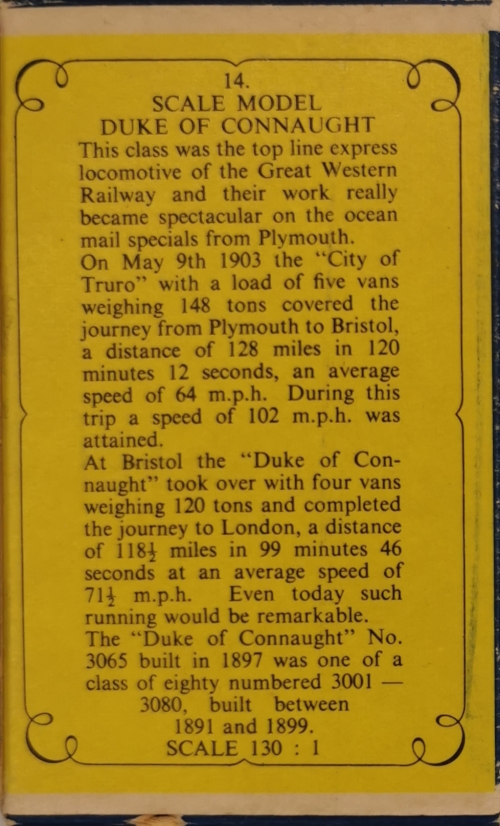 14.
SCALE MODEL
DUKE OF CONNAUGHT
This class was the top line express
locomotive of the Great Western
Railway and their work really
became spectacular on the ocean
mail specials from Plymouth.
On May 9th 1903 the "City of
Truro" with a load of five vans
weighing 148 tons covered the
journey from Plymouth to Bristol,
a distance of 128 miles in 120
minutes 12 seconds, an average
speed of 64 m.p.h. During this
trip a speed of 102 m.p.h. was
attained.
At Bristol the "Duke of Con-
naught" took over with four vans
weighing 120 tons and completed
the journey to London, a distance
of 118½ miles in 99 minutes 46
seconds at an average speed of
71½ m.p.h. Even today such
running would be remarkable.
The "Duke of Connaught" No.
3065 built in 1897 was one of a
class of eighty numbered 3001 —
3080, built between
1891 and 1899.
SCALE 130 : 1